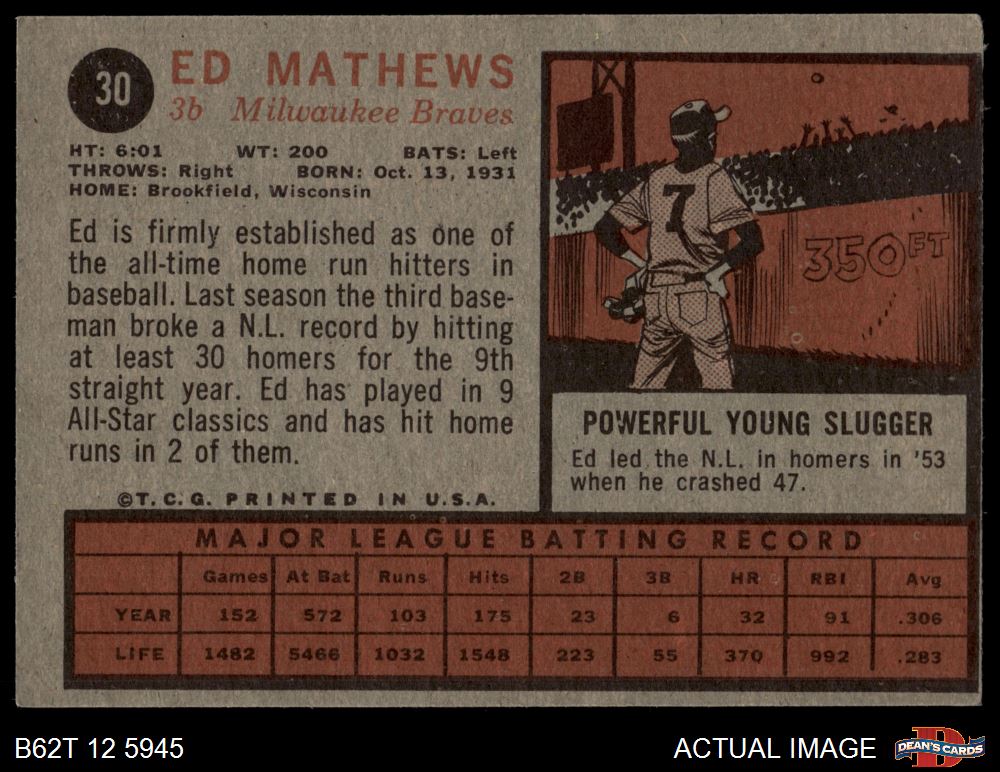 30
ED MATHEWS
3b Milwaukee Braves
HT: 6:01 WT: 200 BATS: Left
THROWS: Right BORN: Oct. 13, 1931
HOME: Brookfield, Wisconsin
Ed is firmly established as one of
the all-time home run hitters in
baseball. Last season the third base-
man broke a N.L. record by hitting
at least 30 homers for the 9th
straight year. Ed has played in 9
All-Star classics and has hit home
runs in 2 of them.
©T.C.G. PRINTED IN U.S.A.
7
350 FT
POWERFUL YOUNG SLUGGER
Ed led the N.L. in homers in '53
when he crashed 47.
MAJOR LEAGUE BATTING RECORD
Games At Bat Runs Hits 2B 3B HR RBI Avg
YEAR 152 572 103 175 23 6 32 91 .306
LIFE 1482 5466 1032 1548 223 55 370 992 .283
B62T 12 5945
ACTUAL IMAGE
D
DEAN'S CARDS